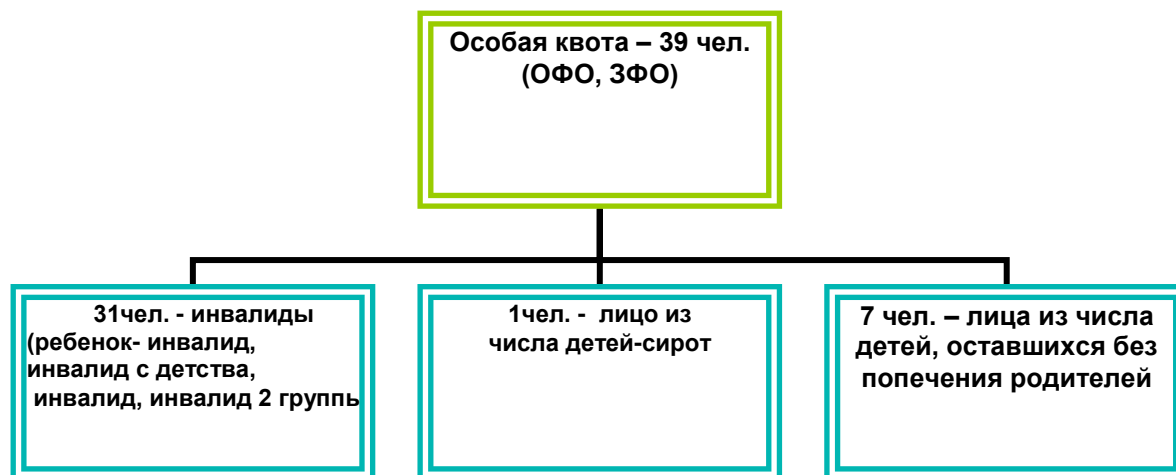 Особая квота – 39 чел.
(ОФО, ЗФО)
31чел. - инвалиды
(ребенок- инвалид,
инвалид с детства,
инвалид, инвалид 2 группь
1чел. - лицо из
числа детей-сирот
7 чел. – лица из числа
детей, оставшихся без
попечения родителей